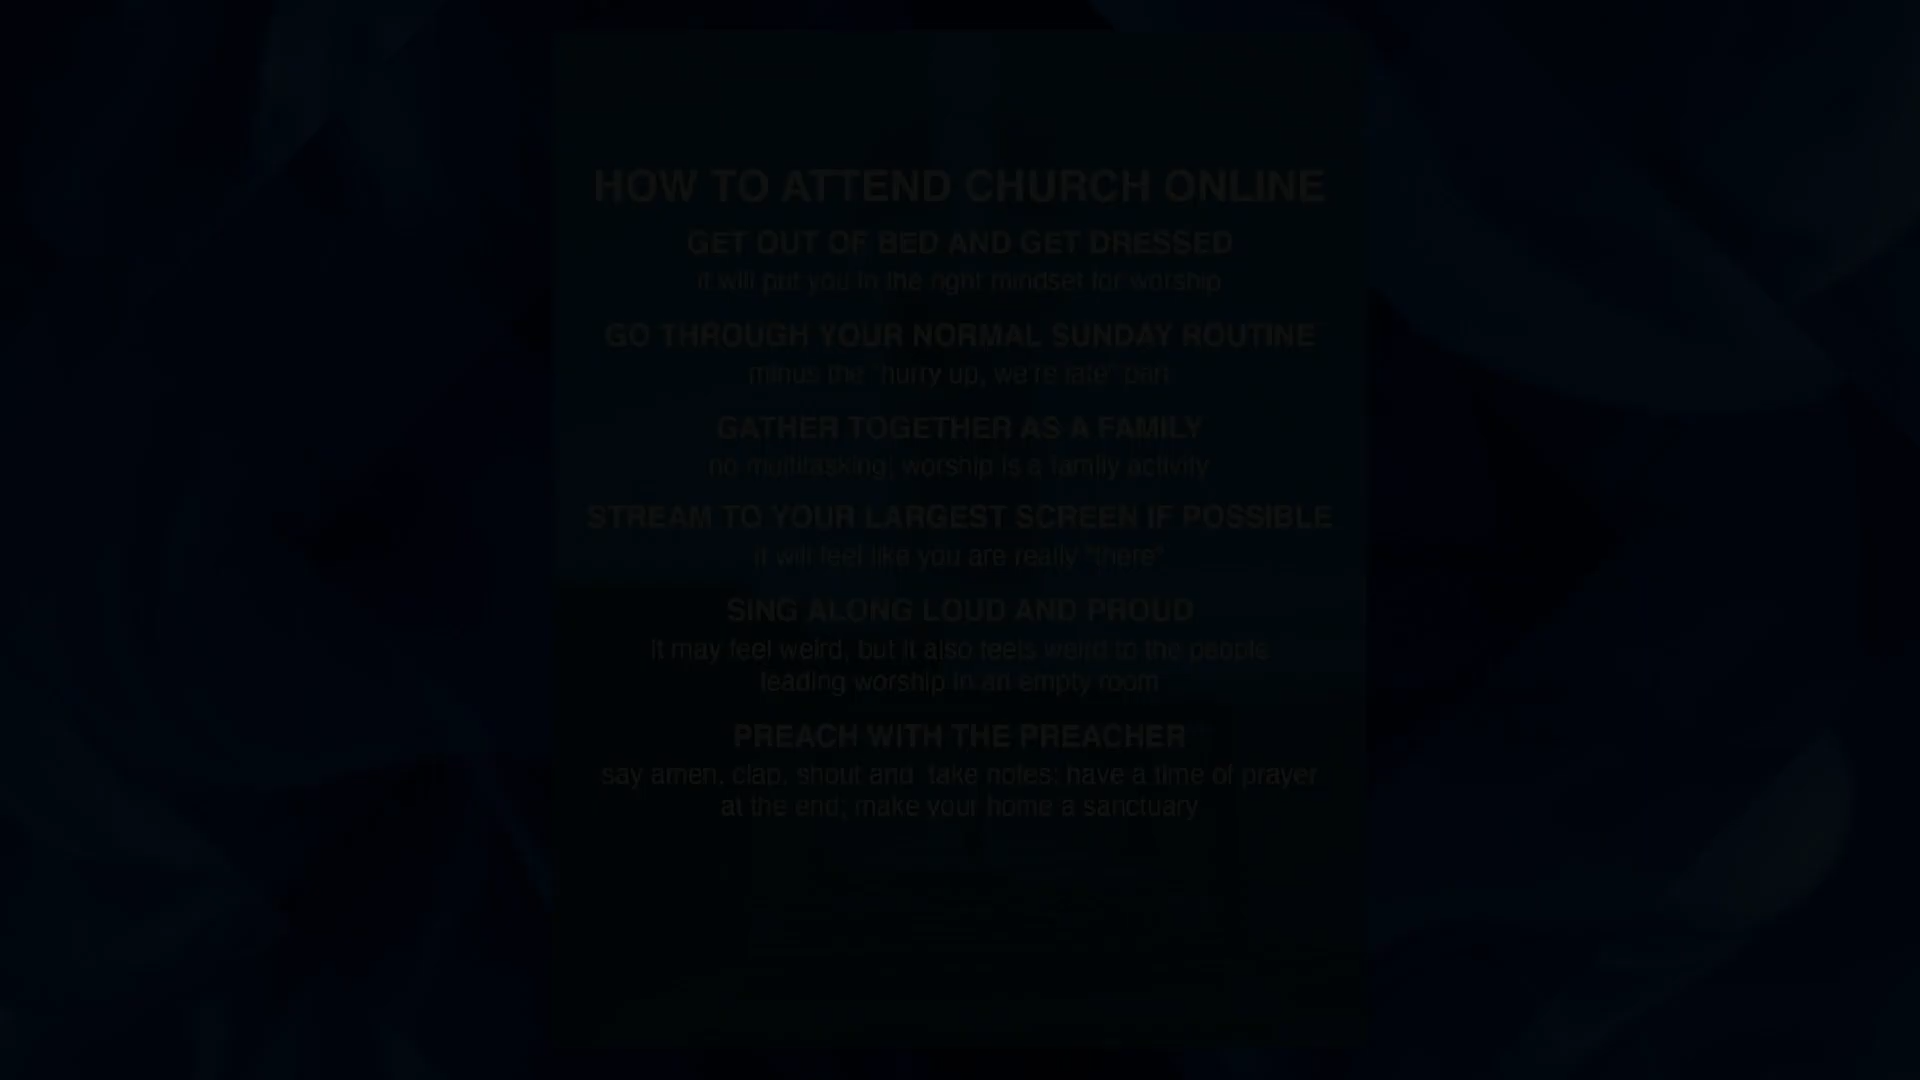 HOW TO ATTEND CHURCH ONLINE
GET OUT OF BED AND GET DRESSED
it will put you in the right mindset for worship
GO THROUGH YOUR NORMAL SUNDAY ROUTINE
minus the "hurry up, we're late" part
GATHER TOGETHER AS A FAMILY
no multitasking; worship is a family activity
STREAM TO YOUR LARGEST SCREEN IF POSSIBLE
it will feel like you are really "there"
SING ALONG LOUD AND PROUD
it may feel weird, but it also feels weird to the people
leading worship in an empty room
PREACH WITH THE PREACHER
say amen, clap, shout and take notes; have a time of prayer
at the end; make your home a sanctuary